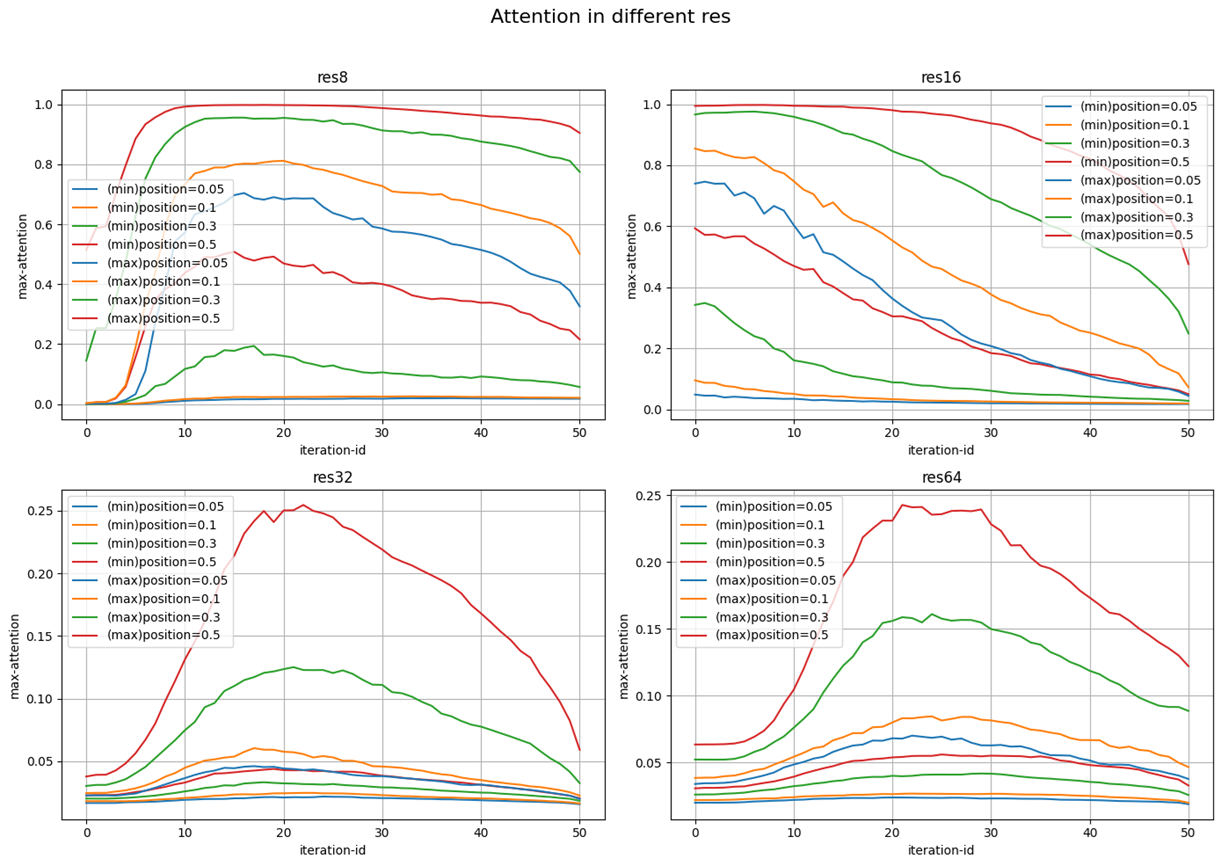 Attention in different res
res8
max-attention
1.0
0.8
0.6
0.4
0.2
0.0
(min)position=0.05
(min)position=0.1
(min)position=0.3
(min)position=0.5
(max)position=0.05
(max)position=0.1
(max)position=0.3
(max)position=0.5
0 10 20 30 40 50
iteration-id
res16
max-attention
1.0
0.8
0.6
0.4
0.2
0.0
(min)position=0.05
(min)position=0.1
(min)position=0.3
(min)position=0.5
(max)position=0.05
(max)position=0.1
(max)position=0.3
(max)position=0.5
0 10 20 30 40 50
iteration-id
res32
max-attention
0.25
0.20
0.15
0.10
0.05
(min)position=0.05
(min)position=0.1
(min)position=0.3
(min)position=0.5
(max)position=0.05
(max)position=0.1
(max)position=0.3
(max)position=0.5
0 10 20 30 40 50
iteration-id
res64
max-attention
0.25
0.20
0.15
0.10
0.05
(min)position=0.05
(min)position=0.1
(min)position=0.3
(min)position=0.5
(max)position=0.05
(max)position=0.1
(max)position=0.3
(max)position=0.5
0 10 20 30 40 50
iteration-id